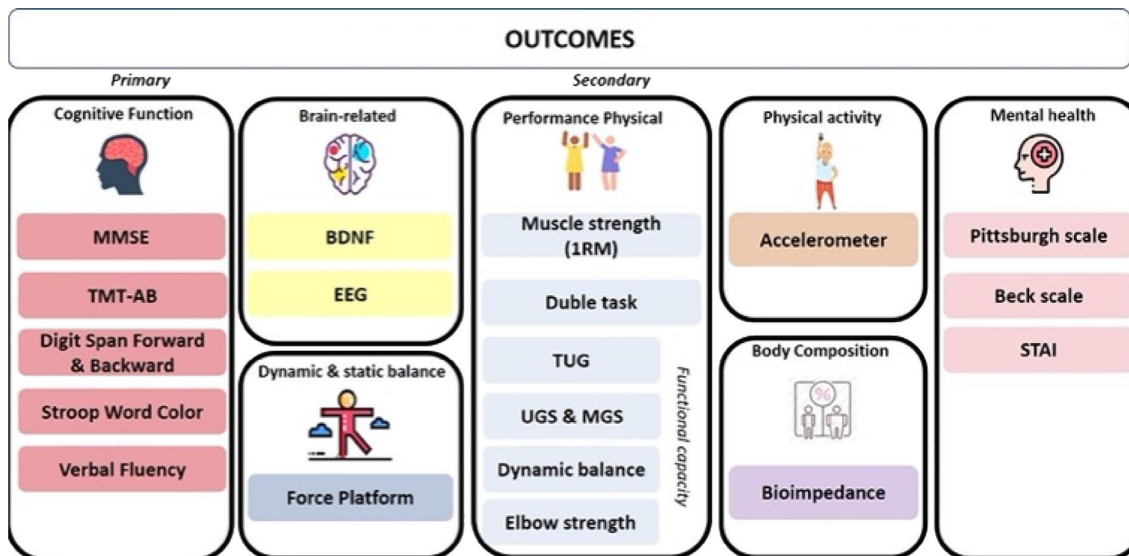 OUTCOMES
Primary
Secondary
Cognitive Function
MMSE
TMT-AB
Digit Span Forward
& Backward
Stroop Word Color
Verbal Fluency
Brain-related
BDNF
EEG
Dynamic & static balance
Force Platform
Performance Physical
Muscle strength
(1RM)
Duble task
TUG
UGS & MGS
Dynamic balance
Elbow strength
Functional capacity
Physical activity
Accelerometer
Body Composition
%
Bioimpedance
Mental health
Pittsburgh scale
Beck scale
STAI